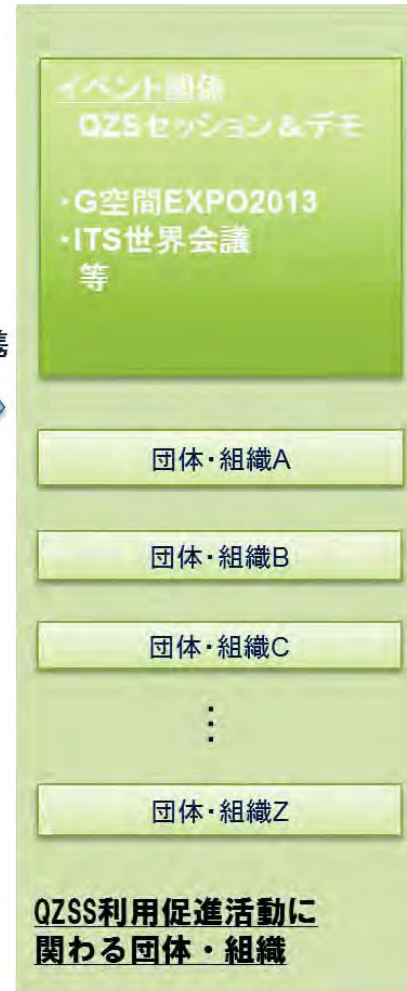 イベント関係
QZSセッション＆デモ
・G空間EXPO2013
・ITS世界会議
等
携
団体・組織A
団体・組織B
団体・組織C
⋮
団体・組織Z
QZSS利用促進活動に
関わる団体・組織